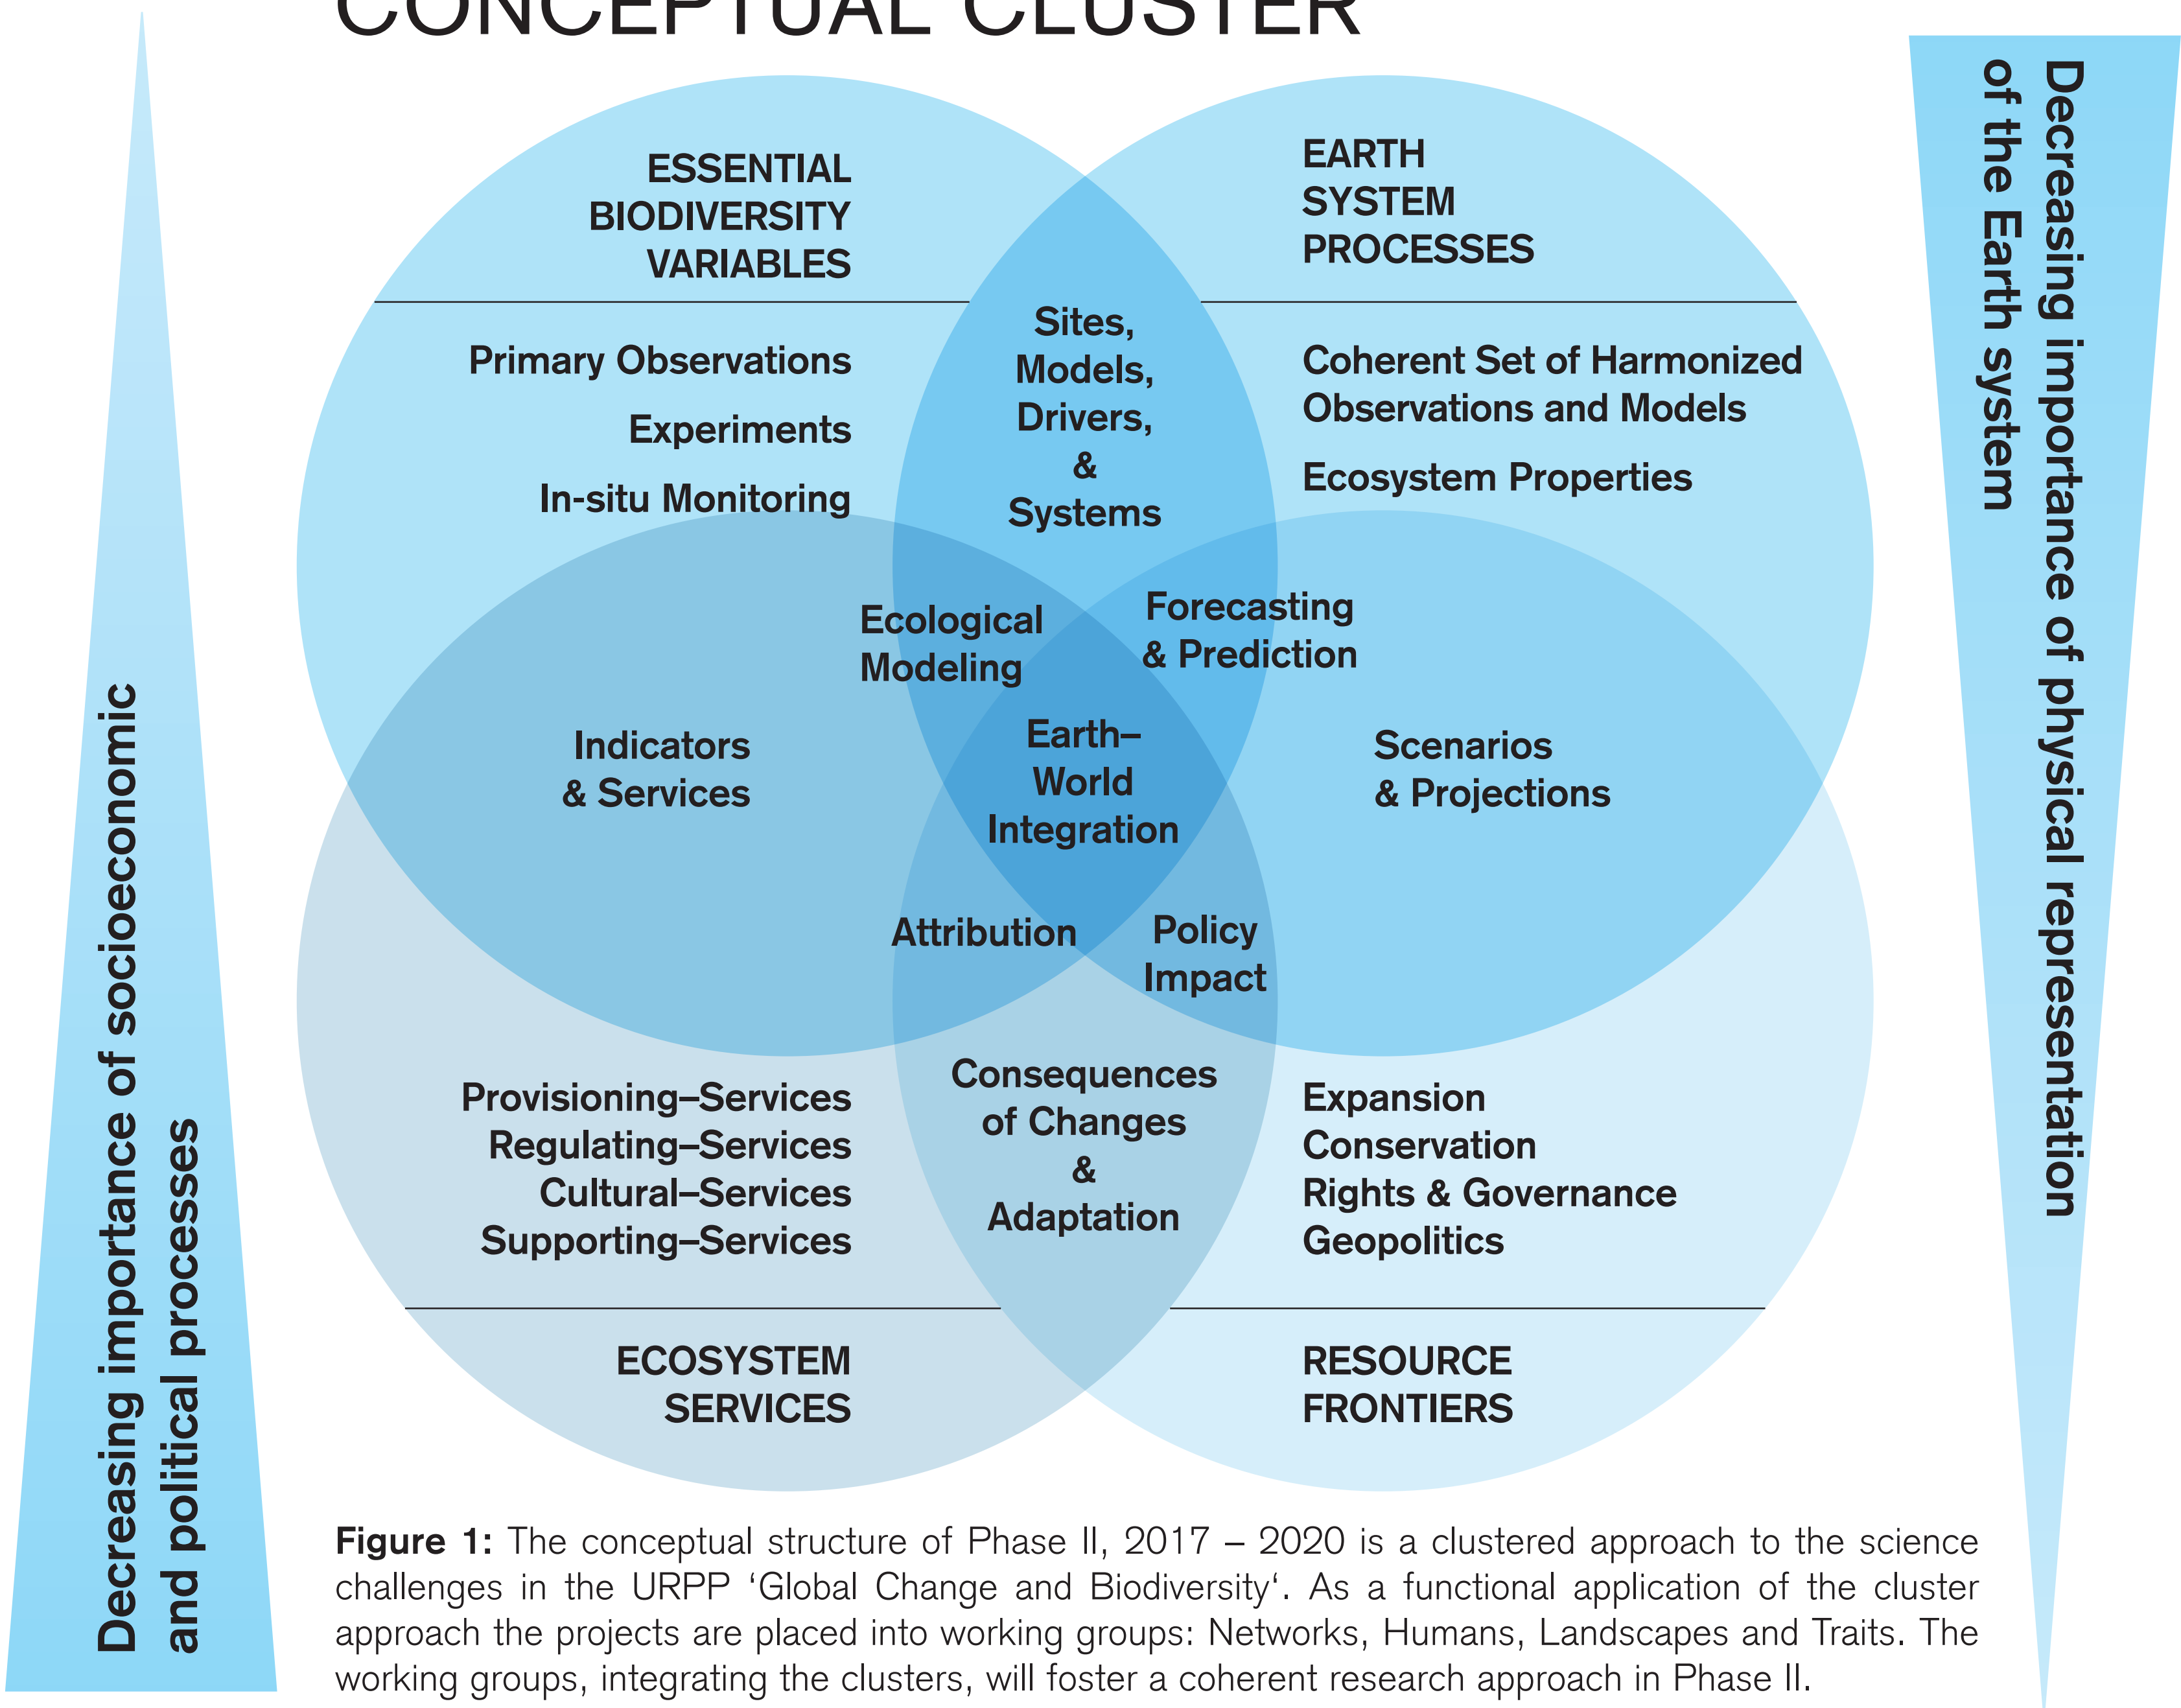 CONCEPTUAL CLUSTER
ESSENTIAL
BIODIVERSITY
VARIABLES
Primary Observations
Experiments
In-situ Monitoring
EARTH
SYSTEM
PROCESSES
Coherent Set of Harmonized
Observations and Models
Ecosystem Properties
Sites,
Models,
Drivers,
&
Systems
Ecological
Modeling
Forecasting
& Prediction
Indicators
& Services
Earth–
World
Integration
Scenarios
& Projections
Attribution
Policy
Impact
Provisioning–Services
Regulating–Services
Cultural–Services
Supporting–Services
Consequences
of Changes
&
Adaptation
Expansion
Conservation
Rights & Governance
Geopolitics
ECOSYSTEM
SERVICES
RESOURCE
FRONTIERS
Decreasing importance of socioeconomic
and political processes
Decreasing importance of physical representation
of the Earth system
Figure 1: The conceptual structure of Phase II, 2017 – 2020 is a clustered approach to the science
challenges in the URPP ‘Global Change and Biodiversity‘. As a functional application of the cluster
approach the projects are placed into working groups: Networks, Humans, Landscapes and Traits. The
working groups, integrating the clusters, will foster a coherent research approach in Phase II.